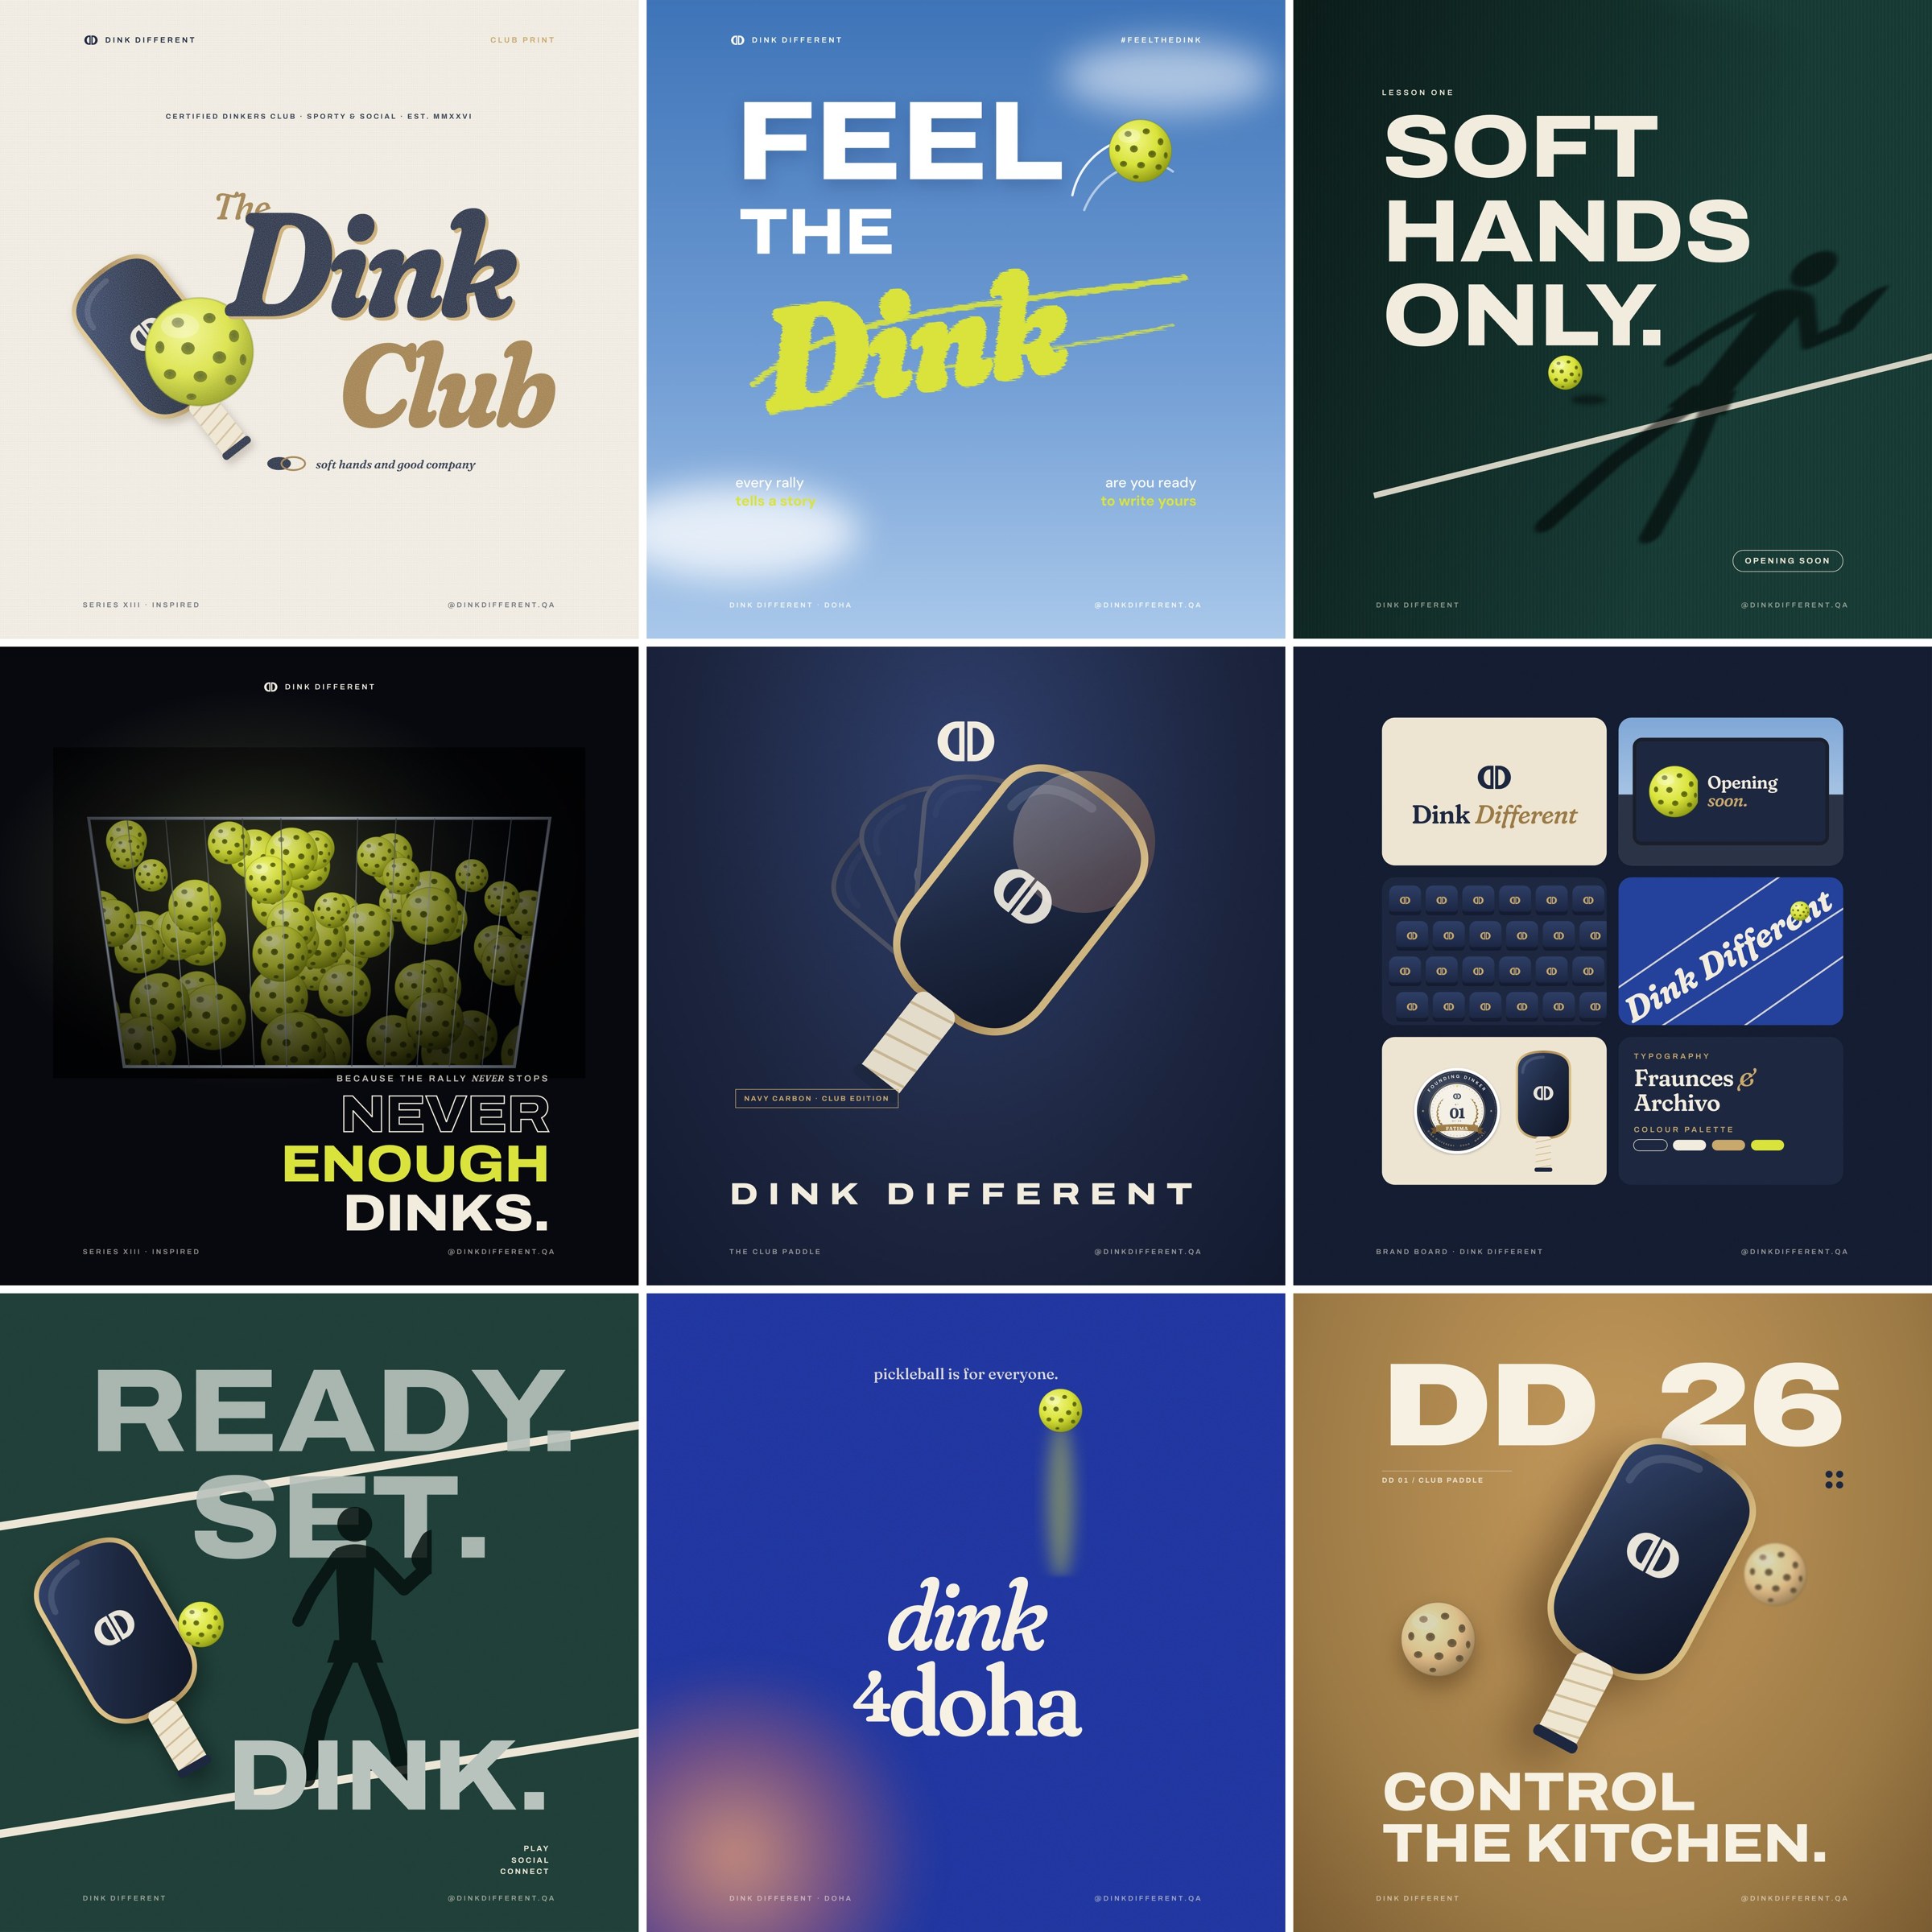 DINK DIFFERENT
CLUB PRINT
CERTIFIED DINKERS CLUB · SPORTY & SOCIAL · EST. MMXXVI
The
Dink
Club
soft hands and good company
SERIES XIII · INSPIRED
@DINKDIFFERENT.QA
DINK DIFFERENT
#FEELTHEDINK
FEEL
THE
Dink
every rally
tells a story
are you ready
to write yours
DINK DIFFERENT · DOHA
@DINKDIFFERENT.QA
LESSON ONE
SOFT
HANDS
ONLY.
OPENING SOON
DINK DIFFERENT
@DINKDIFFERENT.QA
DINK DIFFERENT
BECAUSE THE RALLY NEVER STOPS
NEVER
ENOUGH
DINKS.
SERIES XIII · INSPIRED
@DINKDIFFERENT.QA
NAVY CARBON · CLUB EDITION
DINK DIFFERENT
THE CLUB PADDLE
@DINKDIFFERENT.QA
Dink Different
Opening
soon.
Dink Different
FOUNDING DINKER
01
FATIMA
TYPOGRAPHY
Fraunces &
Archivo
COLOUR PALETTE
BRAND BOARD · DINK DIFFERENT
@DINKDIFFERENT.QA
READY.
SET.
DINK.
PLAY
SOCIAL
CONNECT
DINK DIFFERENT
@DINKDIFFERENT.QA
pickleball is for everyone.
dink
4doha
DINK DIFFERENT · DOHA
@DINKDIFFERENT.QA
DD 26
DD 01 / CLUB PADDLE
CONTROL
THE KITCHEN.
DINK DIFFERENT
@DINKDIFFERENT.QA